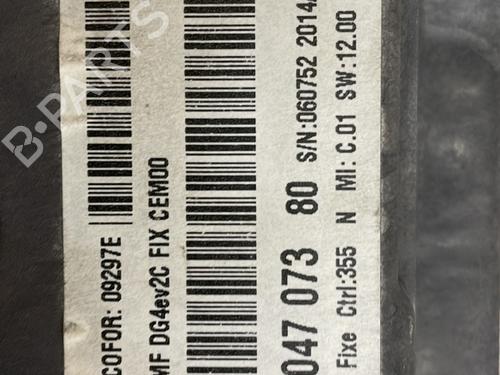 B-PARTS
COFOR: 09297E
MF DG4ev2C FIX CEM00
047 073 80
S/N:060752 2014
Fixe Ctrl:355 N MI: C.01 SW:12.00